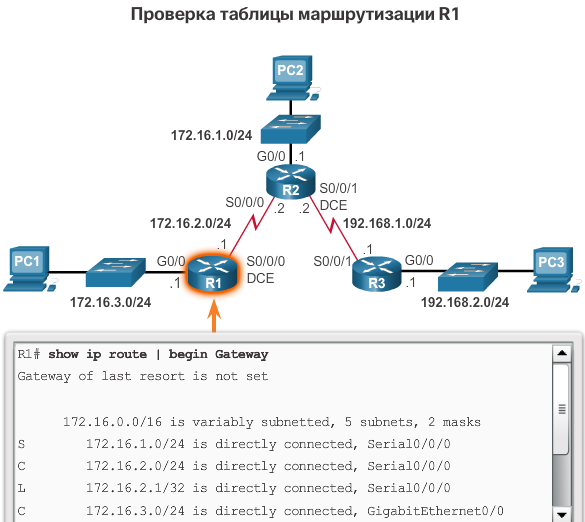 Проверка таблицы маршрутизации R1
PC2
172.16.1.0/24
G0/0 .1
R2
S0/0/0 S0/0/1
.2 .2 DCE
172.16.2.0/24 192.168.1.0/24
.1 .1
PC1 G0/0 S0/0/0 S0/0/1 G0/0 PC3
.1 R1 DCE R3 .1
172.16.3.0/24 192.168.2.0/24
R1# show ip route | begin Gateway
Gateway of last resort is not set
172.16.0.0/16 is variably subnetted, 5 subnets, 2 masks
S 172.16.1.0/24 is directly connected, Serial0/0/0
C 172.16.2.0/24 is directly connected, Serial0/0/0
L 172.16.2.1/32 is directly connected, Serial0/0/0
C 172.16.3.0/24 is directly connected, GigabitEthernet0/0